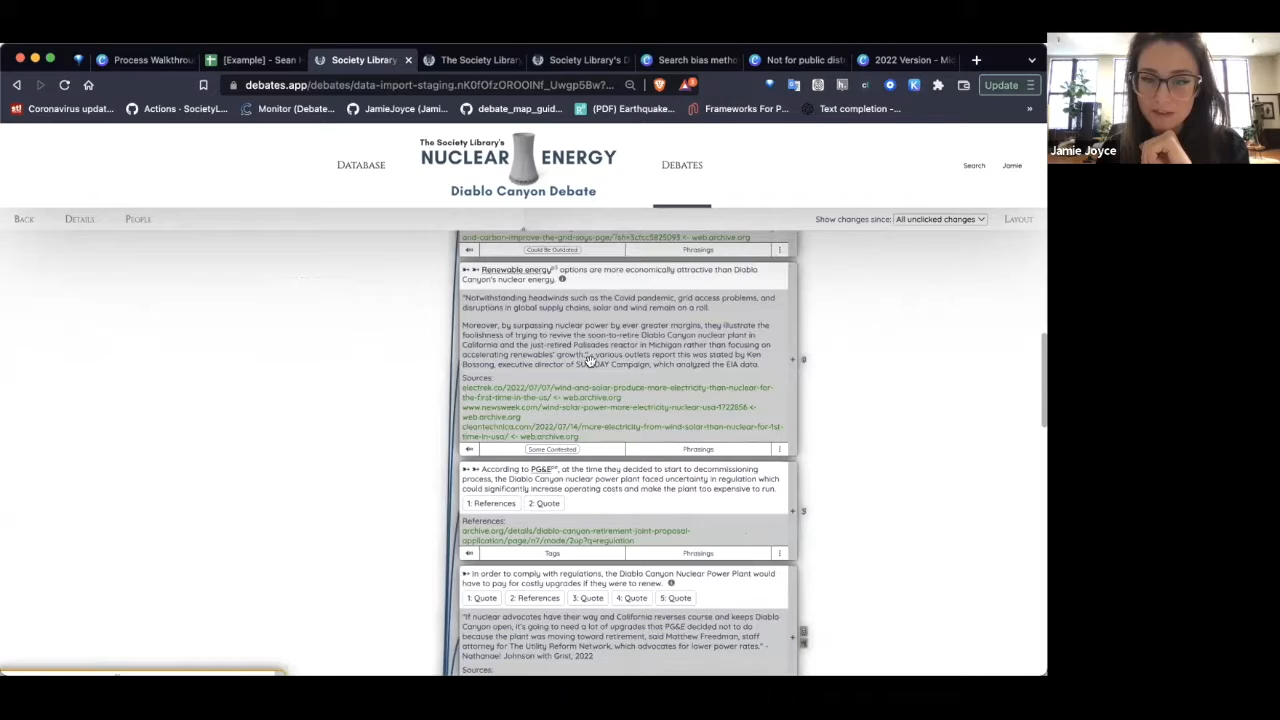 Process Walkthrou
[Example] - Sean H
Society Library
The Society Library
Society Library's D
Search bias metho
Not for public dist
2022 Version - Mic
debates.app/debates/data-import-staging.nK0fOfzOROOlNf_Uwgp5Bw?...
Update
Coronavirus updat...
Actions · SocietyL...
Monitor (Debate...
JamieJoyce (Jami...
debate_map_guid...
(PDF) Earthquake...
Frameworks For P...
Text completion -...
»
Jamie Joyce
The Society Library's
NUCLEAR ENERGY
Diablo Canyon Debate
DATABASE
DEBATES
Search
Jamie
BACK
DETAILS
PEOPLE
Show changes since:
All unclicked changes
LAYOUT
<- web.archive.org
Could Be Outdated
Phrasings
Renewable energy options are more economically attractive than Diablo
Canyon's nuclear energy.
"Notwithstanding headwinds such as the Covid pandemic, grid access problems, and
disruptions in global supply chains, solar and wind remain on a roll.
Moreover, by surpassing nuclear power by ever greater margins, they illustrate the
foolishness of trying to revive the soon-to-retire Diablo Canyon nuclear plant in
California and the just-retired Palisades reactor in Michigan rather than focusing on
accelerating renewables' growth," various outlets report this was stated by Ken
Bossong, executive director of SUN DAY Campaign, which analyzed the EIA data.
Sources:
electrek.co/2022/07/07/wind-and-solar-produce-more-electricity-than-nuclear-for-
the-first-time-in-the-us/ <- web.archive.org
www.newsweek.com/wind-solar-power-more-electricity-nuclear-usa-1722856 <-
web.archive.org
cleantechnica.com/2022/07/14/more-electricity-from-wind-solar-than-nuclear-for-1st-
time-in-usa/ <- web.archive.org
Some Contested
Phrasings
According to PG&E, at the time they decided to start to decommissioning
process, the Diablo Canyon nuclear power plant faced uncertainty in regulation which
could significantly increase operating costs and make the plant too expensive to run.
1: References
2: Quote
References:
archive.org/details/diablo-canyon-retirement-joint-proposal-
application/page/n7/mode/2up?q=regulation
Tags
Phrasings
In order to comply with regulations, the Diablo Canyon Nuclear Power Plant would
have to pay for costly upgrades if they were to renew.
1: Quote
2: References
3: Quote
4: Quote
5: Quote
"If nuclear advocates have their way and California reverses course and keeps Diablo
Canyon open, it's going to need a lot of upgrades that PG&E decided not to do
because the plant was moving toward retirement, said Matthew Freedman, staff
attorney for The Utility Reform Network, which advocates for lower power rates." -
Nathanael Johnson with Grist, 2022
Sources: